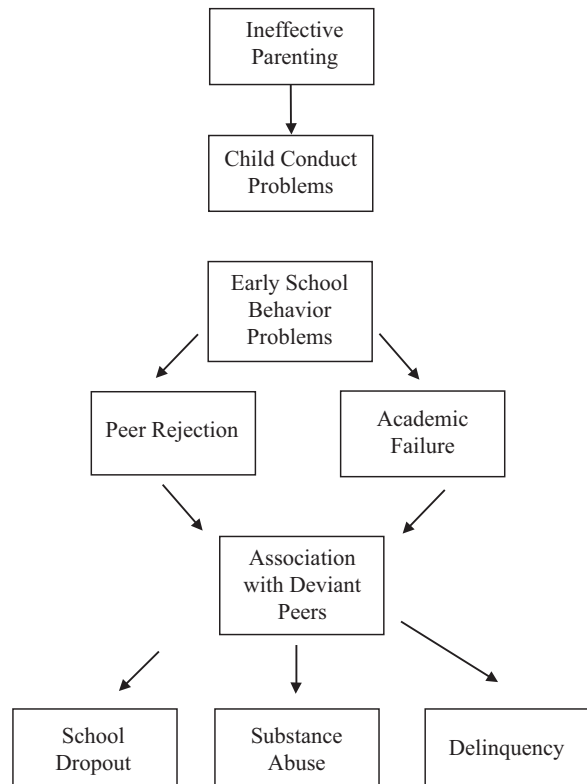 Ineffective
Parenting
Child Conduct
Problems
Early School
Behavior
Problems
Peer Rejection
Academic
Failure
Association
with Deviant
Peers
School
Dropout
Substance
Abuse
Delinquency